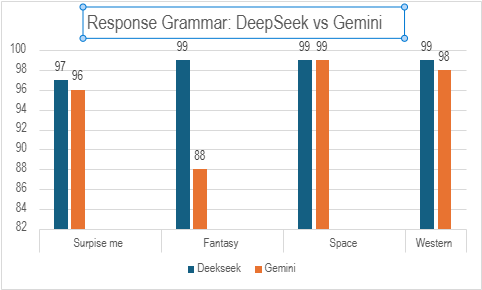 Response Grammar: DeepSeek vs Gemini
100
98
96
94
92
90
88
86
84
82
97
96
99
88
99
99
99
98
Surpise me
Fantasy
Space
Western
Deekseek
Gemini